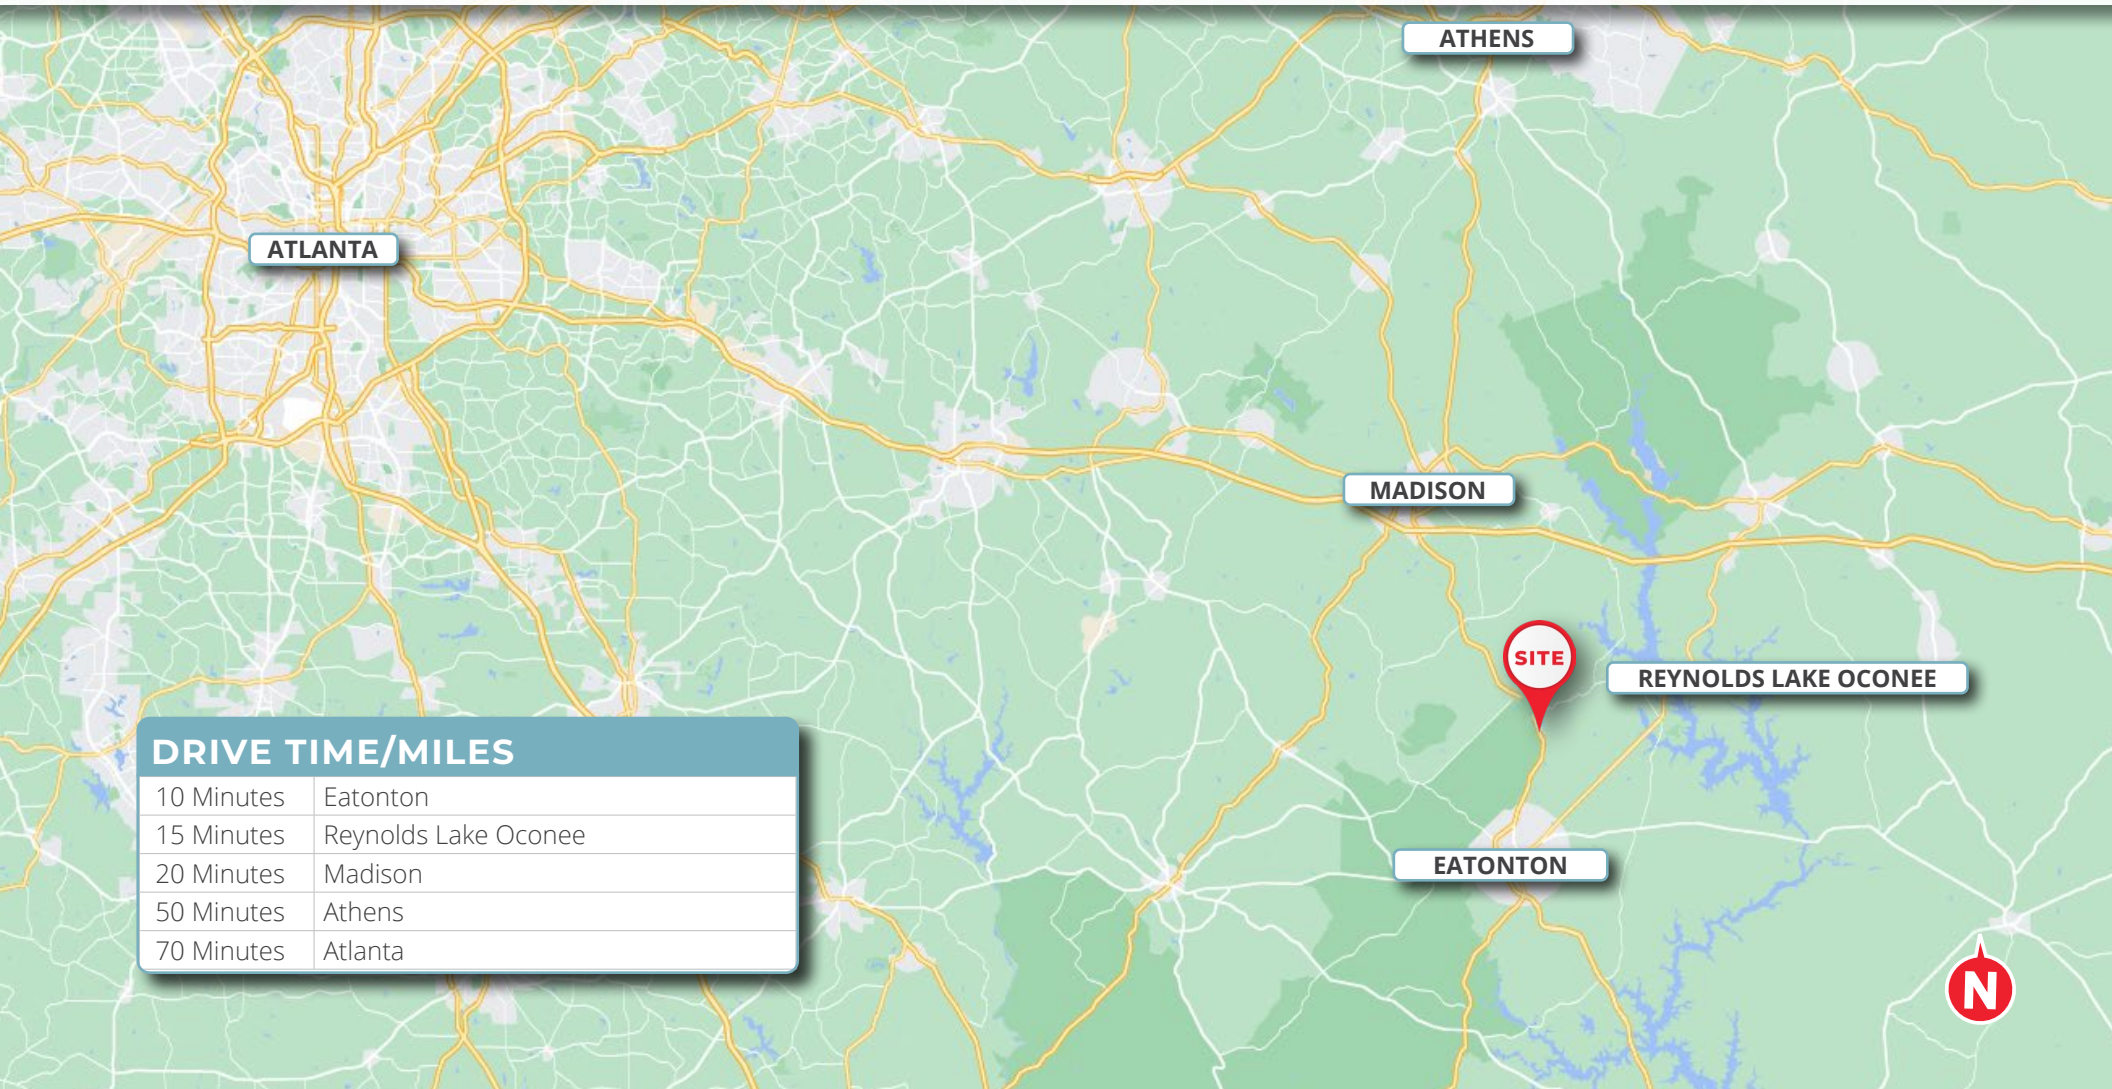 ATHENS
ATLANTA
MADISON
SITE
REYNOLDS LAKE OCONEE
DRIVE TIME/MILES
10 Minutes Eatonton
15 Minutes Reynolds Lake Oconee
20 Minutes Madison
50 Minutes Athens
70 Minutes Atlanta
EATONTON
N